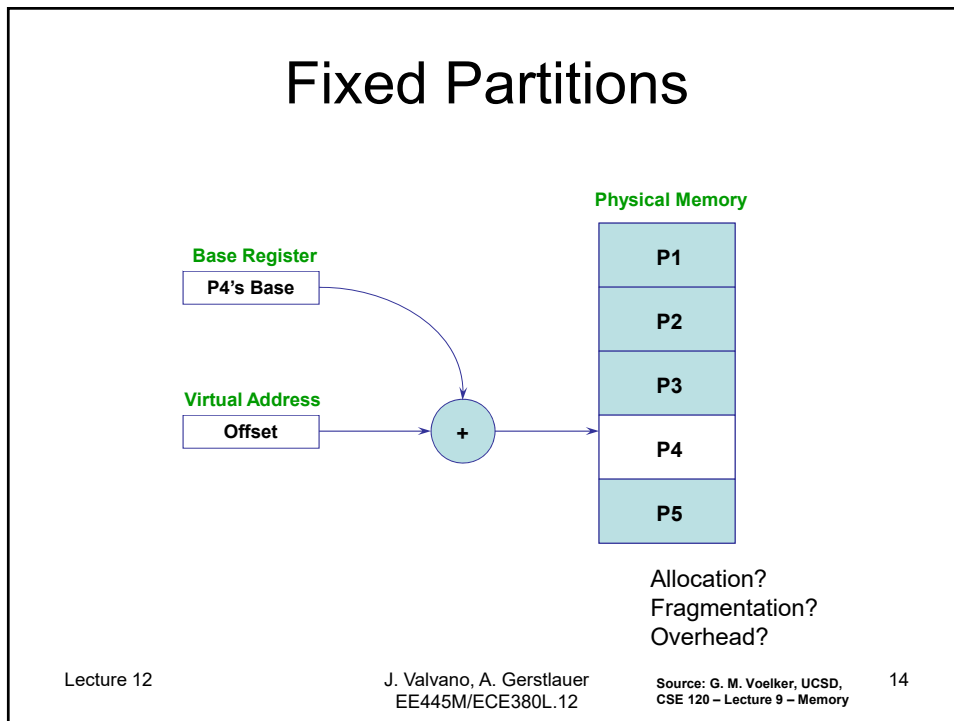 Fixed Partitions
Physical Memory
Base Register
P4’s Base
Virtual Address
Offset
+
P1
P2
P3
P4
P5
Allocation?
Fragmentation?
Overhead?
Lecture 12
J. Valvano, A. Gerstlauer
EE445M/ECE380L.12
Source: G. M. Voelker, UCSD,
CSE 120 – Lecture 9 – Memory
14